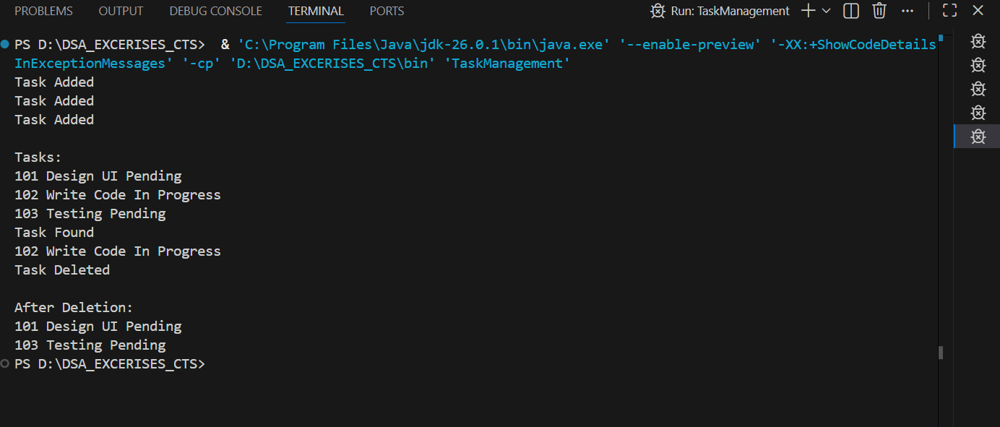 PROBLEMS OUTPUT DEBUG CONSOLE TERMINAL PORTS Run: TaskManagement
PS D:\DSA_EXCERISES_CTS>  & 'C:\Program Files\Java\jdk-26.0.1\bin\java.exe' '--enable-preview' '-XX:+ShowCodeDetails
InExceptionMessages' '-cp' 'D:\DSA_EXCERISES_CTS\bin' 'TaskManagement'
Task Added
Task Added
Task Added
Tasks:
101 Design UI Pending
102 Write Code In Progress
103 Testing Pending
Task Found
102 Write Code In Progress
Task Deleted
After Deletion:
101 Design UI Pending
103 Testing Pending
PS D:\DSA_EXCERISES_CTS>